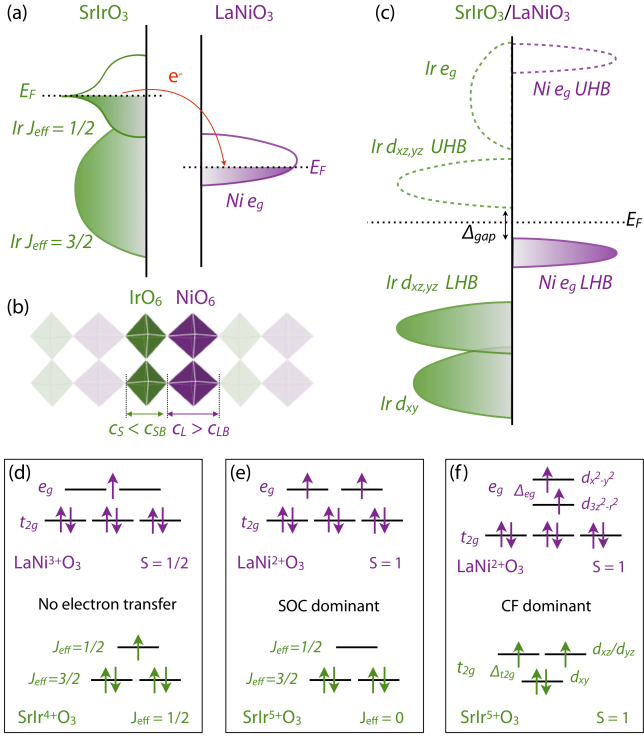 (a)
SrIrO3
LaNiO3
EF
e-
Ir Jeff = 1/2
EF
Ni eg
Ir Jeff = 3/2
(b)
IrO6
NiO6
cS < cSB
cL > cLB
(c)
SrIrO3/LaNiO3
Ir eg
Ni eg UHB
Ir dxz,yz UHB
EF
Δgap
Ir dxz,yz LHB
Ni eg LHB
Ir dxy
(d)
eg
t2g
LaNi3+O3
S = 1/2
No electron transfer
Jeff = 1/2
Jeff = 3/2
SrIr4+O3
Jeff = 1/2
(e)
eg
t2g
LaNi2+O3
S = 1
SOC dominant
Jeff = 1/2
Jeff = 3/2
SrIr5+O3
Jeff = 0
(f)
dx2-y2
eg
Δeg
d3z2-r2
t2g
LaNi2+O3
S = 1
CF dominant
dxz/dyz
t2g
Δt2g
dxy
SrIr5+O3
S = 1